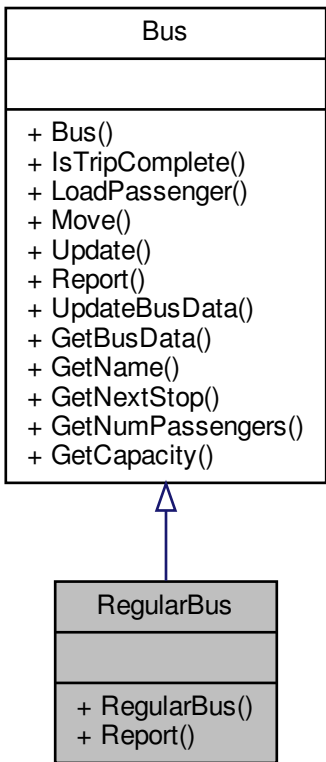 Bus
+ Bus()
+ IsTripComplete()
+ LoadPassenger()
+ Move()
+ Update()
+ Report()
+ UpdateBusData()
+ GetBusData()
+ GetName()
+ GetNextStop()
+ GetNumPassengers()
+ GetCapacity()
RegularBus
+ RegularBus()
+ Report()